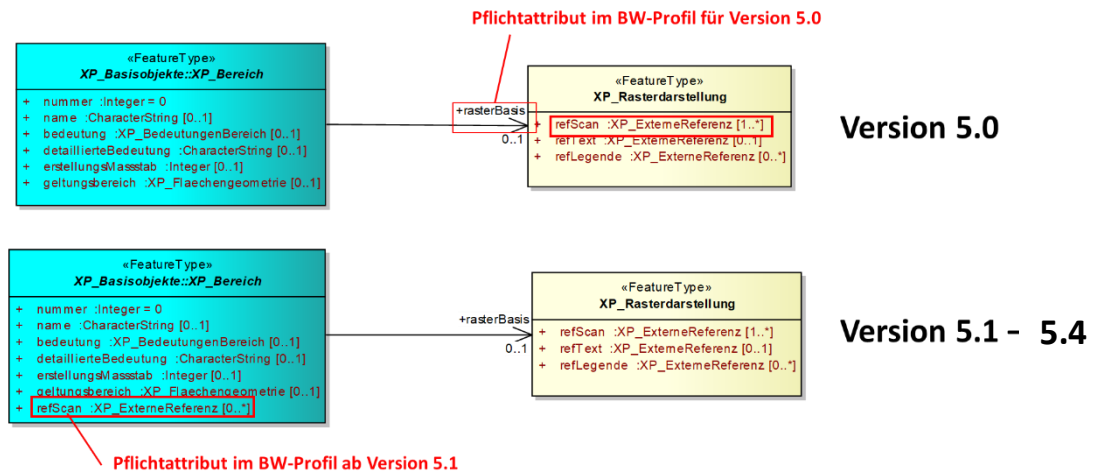 Pflichtattribut im BW-Profil für Version 5.0
«FeatureType»
XP_Basisobjekte::XP_Bereich
+ nummer :Integer = 0
+ name :CharacterString [0..1]
+ bedeutung :XP_BedeutungenBereich [0..1]
+ detaillierteBedeutung :CharacterString [0..1]
+ erstellungsMassstab :Integer [0..1]
+ geltungsbereich :XP_Flaechengeometrie [0..1]
+rasterBasis
0..1
«FeatureType»
XP_Rasterdarstellung
+ refScan :XP_ExterneReferenz [1..*]
+ refText :XP_ExterneReferenz [0..1]
+ refLegende :XP_ExterneReferenz [0..*]
Version 5.0
«FeatureType»
XP_Basisobjekte::XP_Bereich
+ nummer :Integer = 0
+ name :CharacterString [0..1]
+ bedeutung :XP_BedeutungenBereich [0..1]
+ detaillierteBedeutung :CharacterString [0..1]
+ erstellungsMassstab :Integer [0..1]
+ geltungsbereich :XP_Flaechengeometrie [0..1]
+ refScan :XP_ExterneReferenz [0..*]
+rasterBasis
0..1
«FeatureType»
XP_Rasterdarstellung
+ refScan :XP_ExterneReferenz [1..*]
+ refText :XP_ExterneReferenz [0..1]
+ refLegende :XP_ExterneReferenz [0..*]
Version 5.1 – 5.4
Pflichtattribut im BW-Profil ab Version 5.1